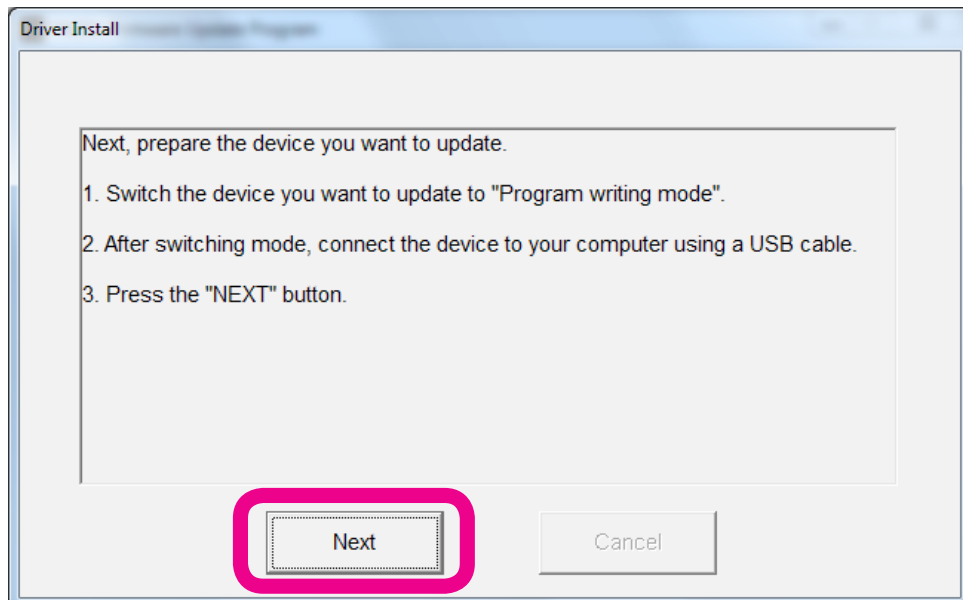 Driver Install
Next, prepare the device you want to update.
1. Switch the device you want to update to "Program writing mode".
2. After switching mode, connect the device to your computer using a USB cable.
3. Press the "NEXT" button.
Next
Cancel